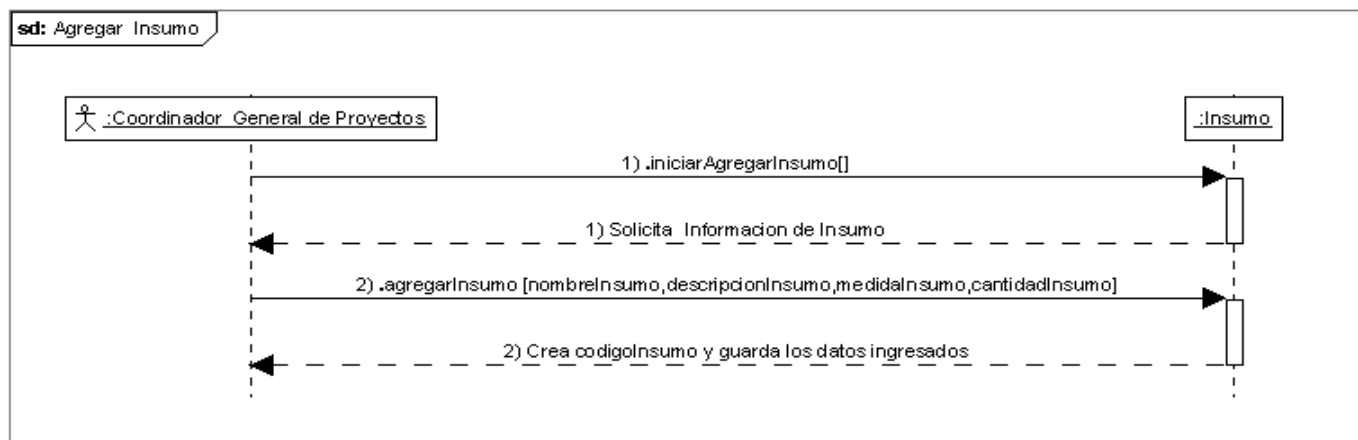 sd: Agregar Insumo
:Coordinador General de Proyectos
:Insumo
1) .iniciarAgregarInsumo[]
1) Solicita Informacion de Insumo
2) .agregarInsumo [nombreInsumo,descripcionInsumo,medidaInsumo,cantidadInsumo]
2) Crea codigoInsumo y guarda los datos ingresados